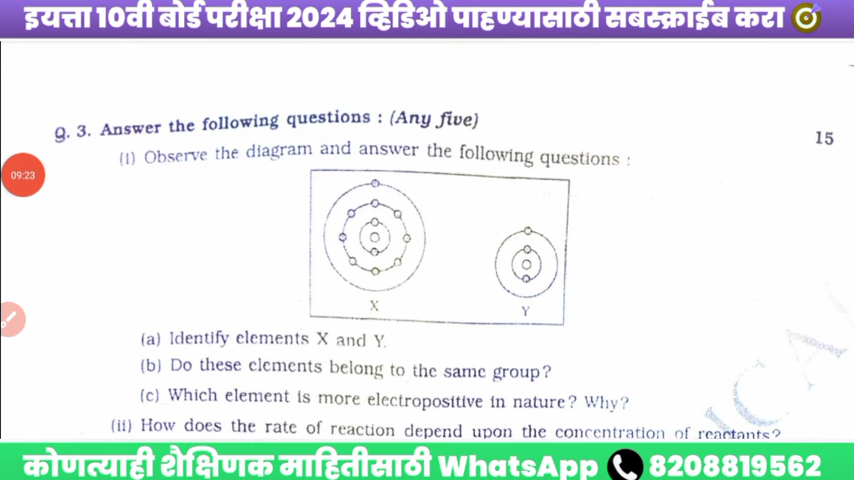 इयत्ता 10वी बोर्ड परीक्षा 2024 व्हिडिओ पाहण्यासाठी सबस्क्राईब करा
Q. 3. Answer the following questions : (Any five)
15
(i) Observe the diagram and answer the following questions :
09:23
X
Y
(a) Identify elements X and Y.
(b) Do these elements belong to the same group?
(c) Which element is more electropositive in nature? Why?
(ii) How does the rate of reaction depend upon the concentration of reactants?
कोणत्याही शैक्षिणक माहितीसाठी WhatsApp 8208819562